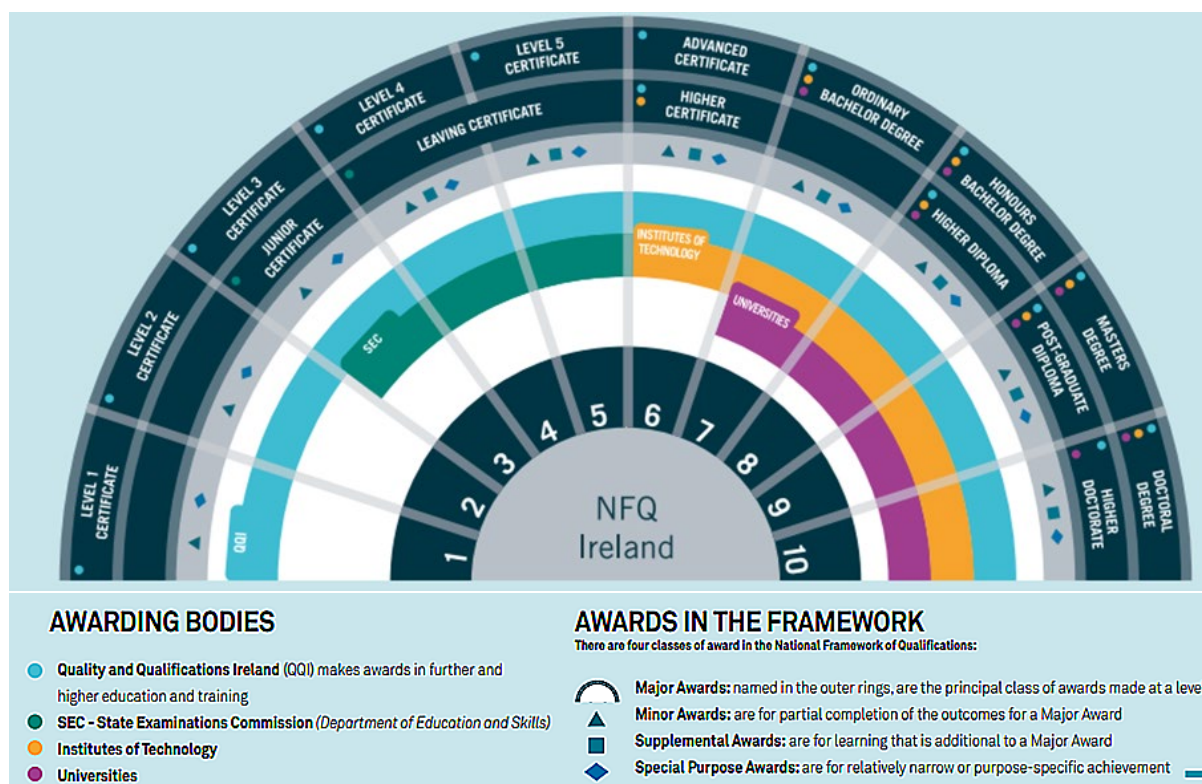 LEVEL 1
CERTIFICATE
LEVEL 2
CERTIFICATE
LEVEL 3
CERTIFICATE
LEVEL 4
CERTIFICATE
LEVEL 5
CERTIFICATE
ADVANCED
CERTIFICATE
ORDINARY
BACHELOR DEGREE
HONOURS
BACHELOR DEGREE
MASTERS
DEGREE
DOCTORAL
DEGREE
JUNIOR
CERTIFICATE
LEAVING CERTIFICATE
HIGHER
CERTIFICATE
HIGHER DIPLOMA
POST-GRADUATE
DIPLOMA
HIGHER
DOCTORATE
QQI
SEC
INSTITUTES OF
TECHNOLOGY
UNIVERSITIES
1
2
3
4
5
6
7
8
9
10
NFQ
Ireland
AWARDING BODIES
Quality and Qualifications Ireland (QQI) makes awards in further and
higher education and training
SEC - State Examinations Commission (Department of Education and Skills)
Institutes of Technology
Universities
AWARDS IN THE FRAMEWORK
There are four classes of award in the National Framework of Qualifications:
Major Awards: named in the outer rings, are the principal class of awards made at a leve
Minor Awards: are for partial completion of the outcomes for a Major Award
Supplemental Awards: are for learning that is additional to a Major Award
Special Purpose Awards: are for relatively narrow or purpose-specific achievement